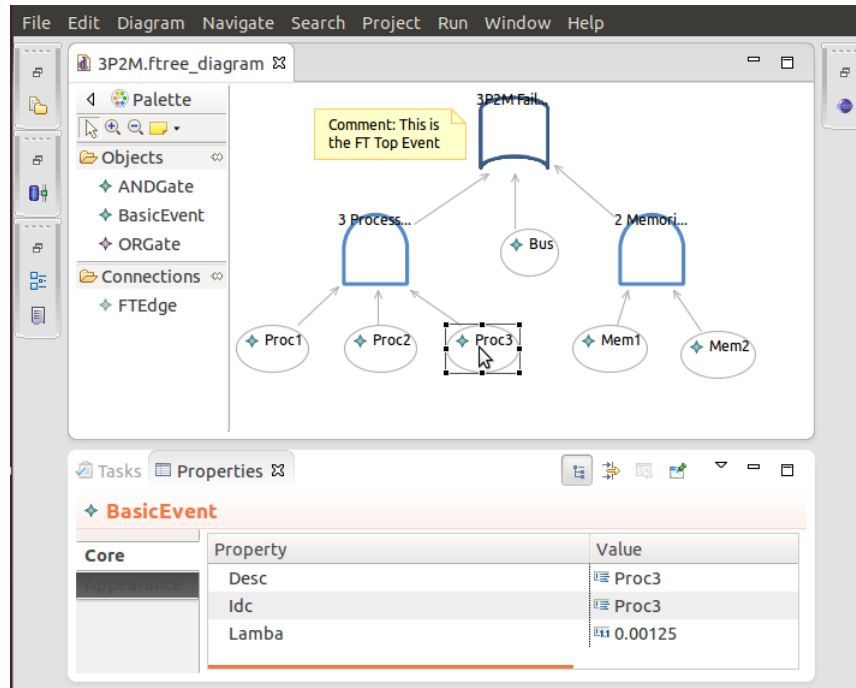 File Edit Diagram Navigate Search Project Run Window Help
3P2M.ftree_diagram
Palette
Objects
ANDGate
BasicEvent
ORGate
Connections
FTEdge
Comment: This is
the FT Top Event
3P2M Fail...
3 Process...
Bus
2 Memori...
Proc1
Proc2
Proc3
Mem1
Mem2
Tasks Properties
BasicEvent
Core
Appearance
Property Value
Desc Proc3
Idc Proc3
Lamba 0.00125